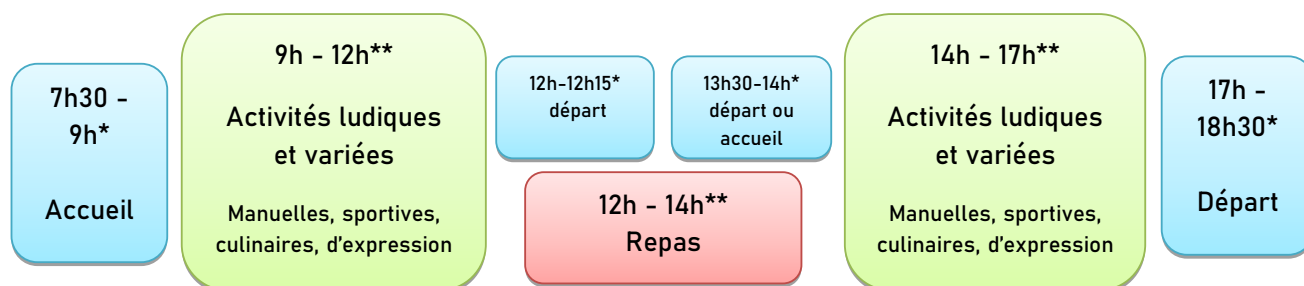 7h30 -
9h*
Accueil
9h - 12h**
Activités ludiques
et variées
Manuelles, sportives,
culinaires, d'expression
12h-12h15*
départ
13h30-14h*
départ ou
accueil
12h - 14h**
Repas
14h - 17h**
Activités ludiques
et variées
Manuelles, sportives,
culinaires, d'expression
17h -
18h30*
Départ